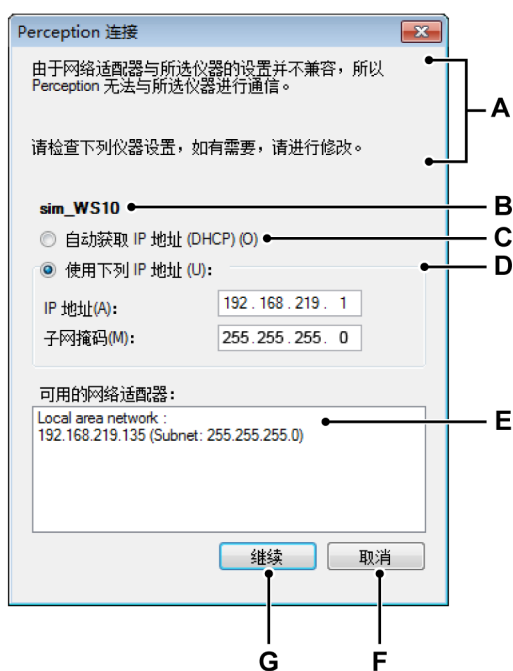 Perception 连接
由于网络适配器与所选仪器的设置并不兼容，所以
Perception 无法与所选仪器进行通信。
A
请检查下列仪器设置，如有需要，请进行修改。
sim_WS10
B
自动获取 IP 地址 (DHCP) (O)
C
使用下列 IP 地址 (U):
D
IP 地址(A):
192 . 168 . 219 . 1
子网掩码(M):
255 . 255 . 255 . 0
可用的网络适配器:
Local area network :
192.168.219.135 (Subnet: 255.255.255.0)
E
继续
取消
G
F